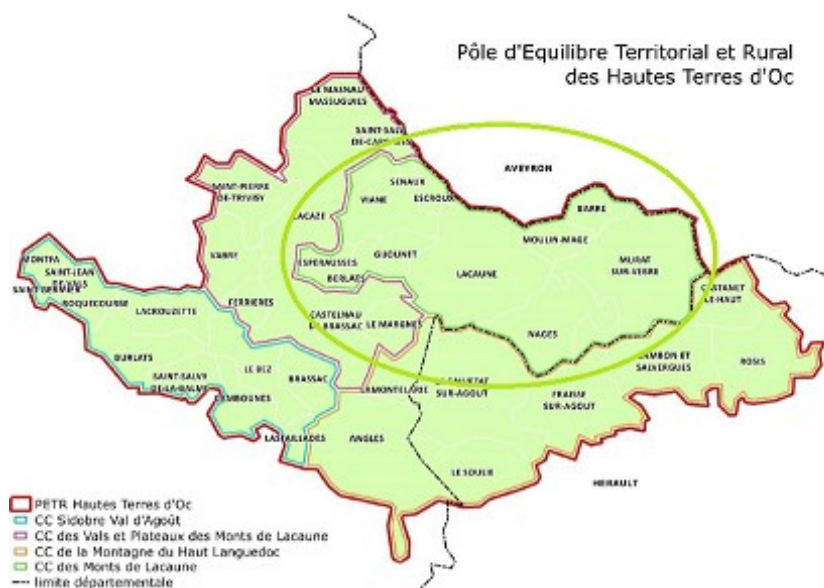 Pôle d'Equilibre Territorial et Rural
des Hautes Terres d'Oc
LE MASNAU
MASSUGUIES
SAINT-SALVI
AVEYRON
SENAUX
SAINT-PIERRE
DE-TRIVISY
VIANE
ESCROUX
BARRE
LACAZE
MOULIN-MAGE
VABRE
GIJOUNET
ESPERAUSSES
MURAT
SUR-VEBRE
MONTFA
BERLATS
LACAUNE
SAINT-JEAN
CASTANET
LE-HAUT
ROQUECOURBE
FERRIERES
LACROUZETTE
CASTELNAU
DE BRASSAC
LE MARGNES
NAGES
BURLATS
CAMBON ET
SALVERGUES
ROSIS
LE BEZ
SAINT-SALVY
DE-LA-BALME
BRASSAC
LAMONTELARIE
SUR-AGOUT
FRAISSE
SUR-AGOUT
CAMBOUNES
LASFAILLADES
ANGLES
LE SOULIE
HERAULT
PETR Hautes Terres d'Oc
CC Sidobre Val d'Agoût
CC des Vals et Plateaux des Monts de Lacaune
CC de la Montagne du Haut Languedoc
CC des Monts de Lacaune
limite départementale